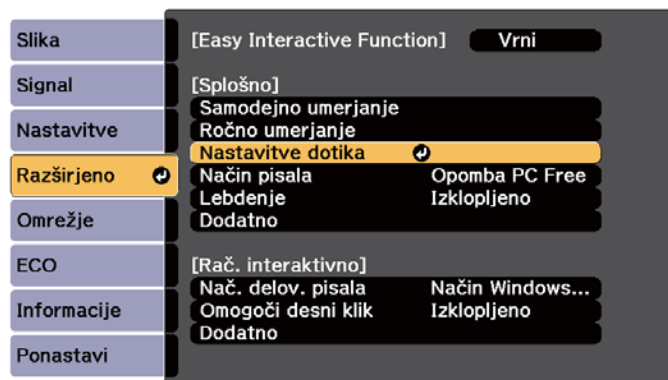 Slika
Signal
Nastavitve
Razširjeno
Omrežje
ECO
Informacije
Ponastavi
[Easy Interactive Function] Vrni
[Splošno]
Samodejno umerjanje
Ročno umerjanje
Nastavitve dotika
Način pisala Opomba PC Free
Lebdenje Izklopljeno
Dodatno
[Rač. interaktivno]
Nač. delov. pisala Način Windows...
Omogoči desni klik Izklopljeno
Dodatno